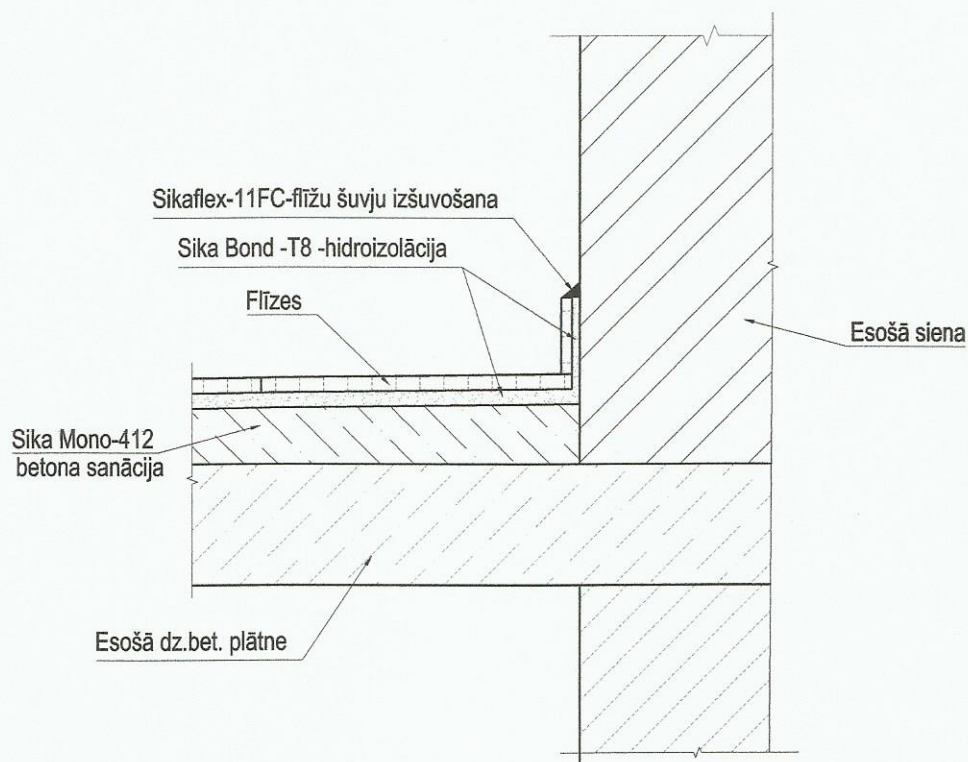 Sikaflex-11FC-flīžu šuvju izšuvošana
Sika Bond -T8 -hidroizolācija
Flīzes
Esošā siena
Sika Mono-412
betona sanācija
Esošā dz.bet. plātne